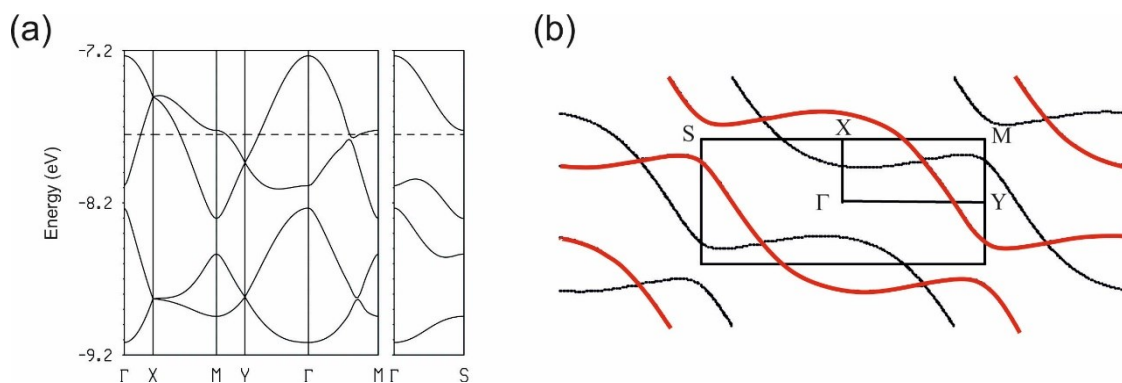 (a)
-7.2
-8.2
-9.2
Energy (eV)
Γ X M Y Γ M Γ S
(b)
S X M
Γ Y